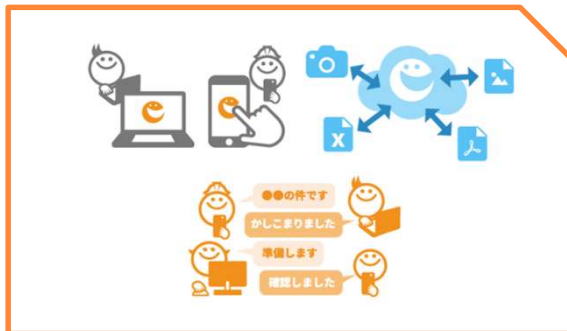 ●●の件です
かしこまりました
準備します
確認しました